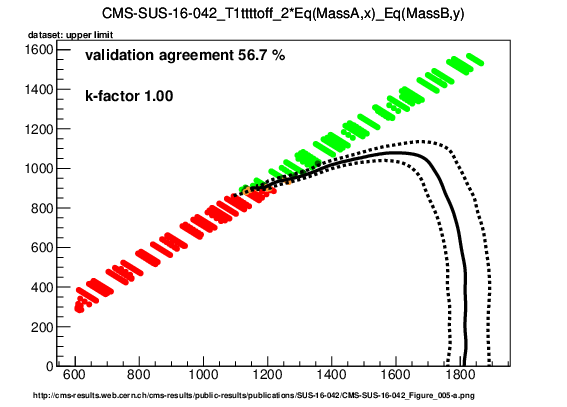 CMS-SUS-16-042_T1ttttoff_2*Eq(MassA,x)_Eq(MassB,y)
dataset: upper limit
validation agreement 56.7 %
k-factor 1.00
1600
1400
1200
1000
800
600
400
200
0
600 800 1000 1200 1400 1600 1800
http://cms-results.web.cern.ch/cms-results/public-results/publications/SUS-16-042/CMS-SUS-16-042_Figure_005-a.png